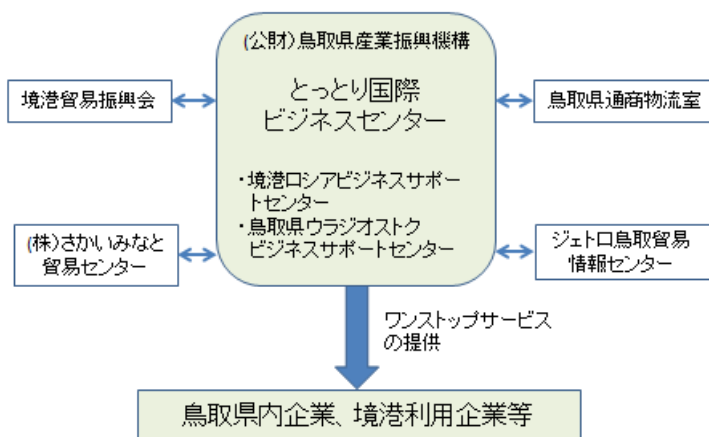 (公財)鳥取県産業振興機構
とっとり国際
ビジネスセンター
・境港ロシアビジネスサポー
トセンター
・鳥取県ウラジオストク
ビジネスサポートセンター
境港貿易振興会
鳥取県通商物流室
(株)さかいみなと
貿易センター
ジェトロ鳥取貿易
情報センター
ワンストップサービス
の提供
鳥取県内企業、境港利用企業等